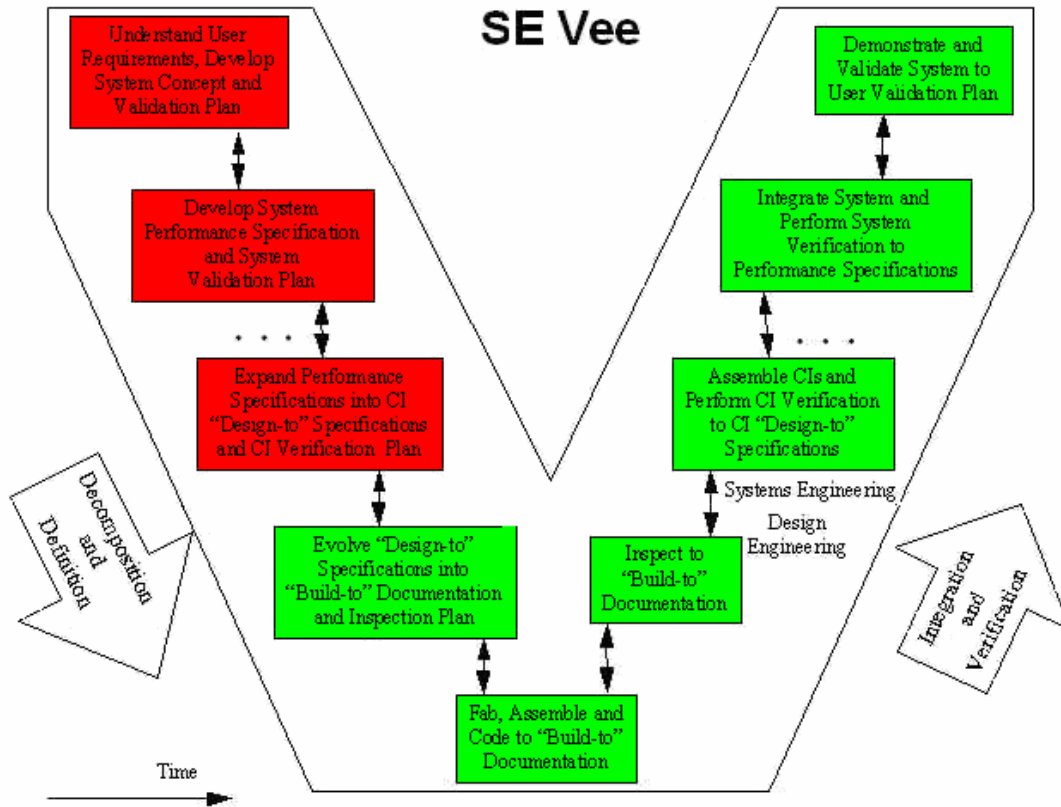 SE Vee
Understand User
Requirements, Develop
System Concept and
Validation Plan
Develop System
Performance Specification
and System
Validation Plan
. . . .
Expand Performance
Specifications into CI
“Design-to” Specifications
and CI Verification Plan
Evolve “Design-to”
Specifications into
“Build-to” Documentation
and Inspection Plan
Fab, Assemble and
Code to “Build-to”
Documentation
Inspect to
“Build-to”
Documentation
Systems Engineering
Design
Engineering
Assemble CIs and
Perform CI Verification
to CI “Design-to”
Specifications
. . . .
Integrate System and
Perform System
Verification to
Performance Specifications
Demonstrate and
Validate System to
User Validation Plan
Decomposition
and
Definition
Integration
and
Verification
Time